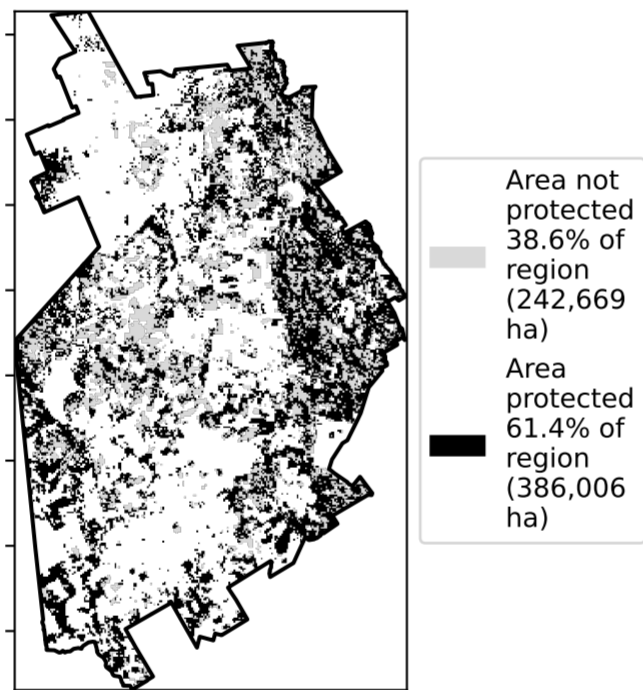 Area not
protected
38.6% of
region
(242,669
ha)
Area
protected
61.4% of
region
(386,006
ha)